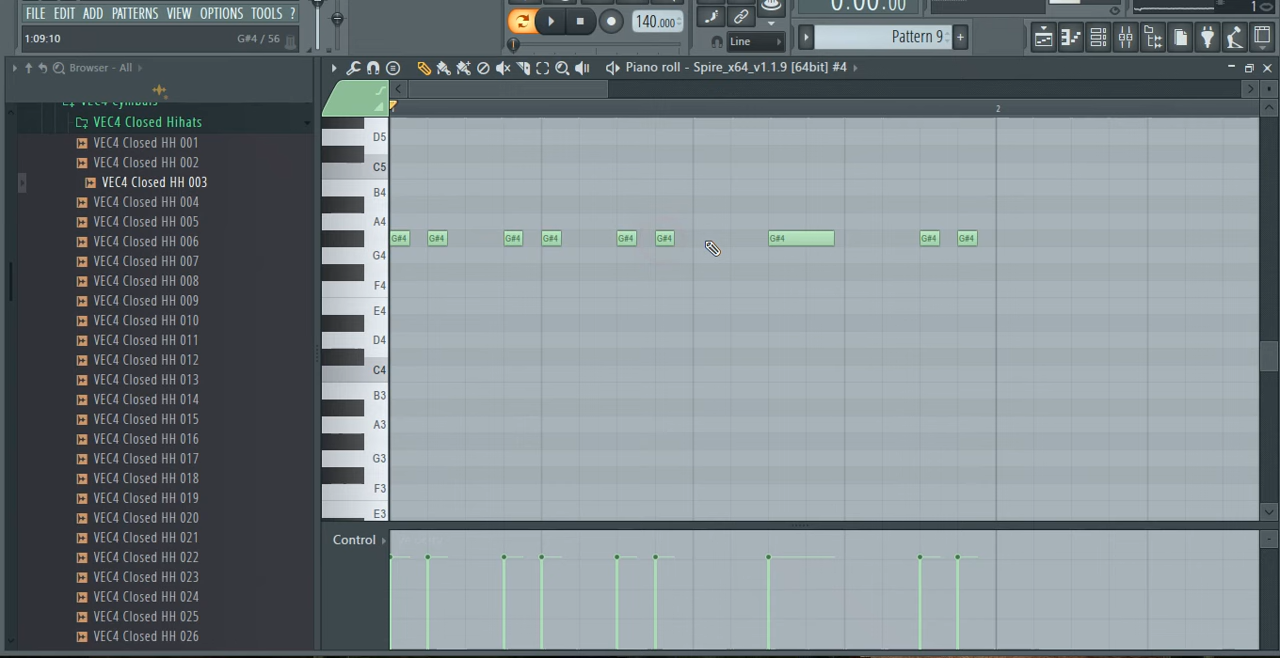 FILE EDIT ADD PATTERNS VIEW OPTIONS TOOLS ?
1:09:10 G#4 / 56
140.000
Line
0:00.00
1
Pattern 9
+
Browser - All
Piano roll - Spire_x64_v1.1.9 [64bit] #4
VEC4 Cymbals
VEC4 Closed Hihats
VEC4 Closed HH 001
VEC4 Closed HH 002
VEC4 Closed HH 003
VEC4 Closed HH 004
VEC4 Closed HH 005
VEC4 Closed HH 006
VEC4 Closed HH 007
VEC4 Closed HH 008
VEC4 Closed HH 009
VEC4 Closed HH 010
VEC4 Closed HH 011
VEC4 Closed HH 012
VEC4 Closed HH 013
VEC4 Closed HH 014
VEC4 Closed HH 015
VEC4 Closed HH 016
VEC4 Closed HH 017
VEC4 Closed HH 018
VEC4 Closed HH 019
VEC4 Closed HH 020
VEC4 Closed HH 021
VEC4 Closed HH 022
VEC4 Closed HH 023
VEC4 Closed HH 024
VEC4 Closed HH 025
VEC4 Closed HH 026
2
D5
C5
B4
A4
G#4 G#4 G#4 G#4 G#4 G#4 G#4 G#4 G#4
G4
F4
E4
D4
C4
B3
A3
G3
F3
E3
Control